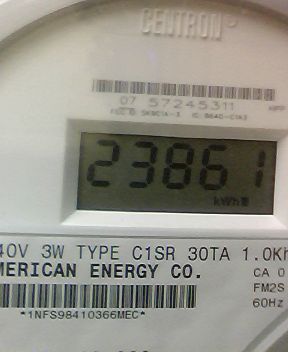 CENTRON
07 57245311
23861
kWh
40V 3W TYPE C1SR 30TA 1.0Kh
MERICAN ENERGY CO.
CA 0
FM2S
60Hz
*1NFS98410366MEC*